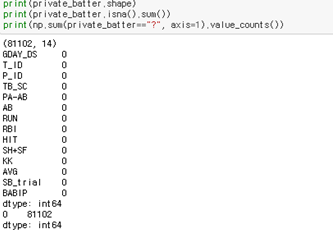 print(private_batter.shape)
print(private_batter.isna().sum())
print(np.sum(private_batter=="?", axis=1).value_counts())
(81102, 14)
GDAY_DS 0
T_ID 0
P_ID 0
TB_SC 0
PA-AB 0
AB 0
RUN 0
RBI 0
HIT 0
SH+SF 0
KK 0
AVG 0
SB_trial 0
BABIP 0
dtype: int64
0 81102
dtype: int64